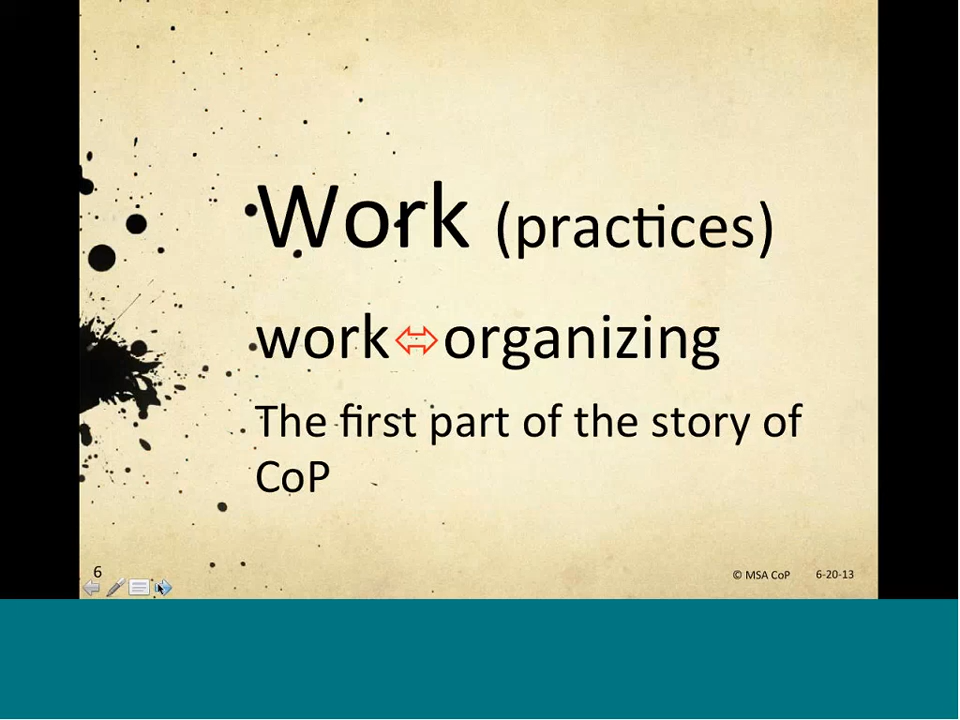 Work (practices)
work⬄organizing
The first part of the story of
CoP
6
© MSA CoP 6-20-13